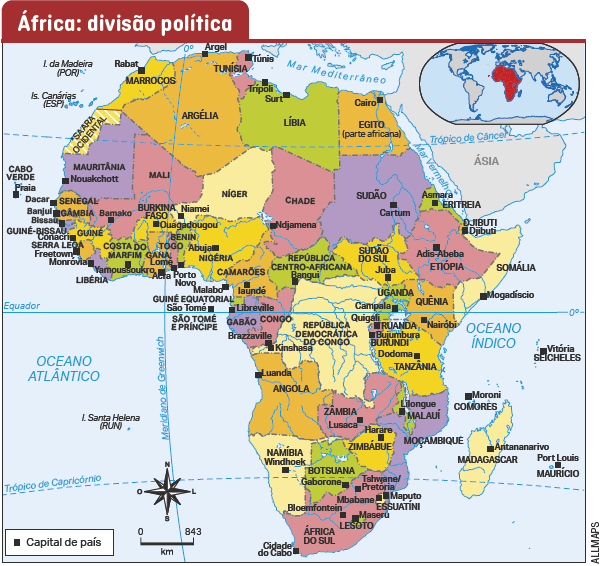 África: divisão política
Argel
Rabat
Túnis
I. da Madeira
(POR)
MARROCOS
TUNÍSIA
Mar Mediterrâneo
Trípoli
Surt
Is. Canárias
(ESP)
Cairo
ARGÉLIA
LÍBIA
EGITO
(parte africana)
SAARA
OCIDENTAL
Trópico de Câncer
Mar Vermelho
ÁSIA
CABO
VERDE
Praia
MAURITÂNIA
Nouakchott
MALI
NÍGER
CHADE
SUDÃO
Cartum
Asmara
ERITREIA
Dacar
SENEGAL
Banjul
GÂMBIA
Bissau
GUINÉ-BISSAU
GUINÉ
Conacri
SERRA LEOA
Freetown
Monróvia
LIBÉRIA
Bamako
BURKINA
FASO
Niamei
Ouagadougou
BENIN
TOGO
GANA
Lomé
COSTA DO
MARFIM
Yamoussoukro
Acra
Porto
Novo
Abuja
NIGÉRIA
Ndjamena
DJIBUTI
Djibuti
Adis-Abeba
ETIÓPIA
SOMÁLIA
SUDÃO
DO SUL
Juba
REPÚBLICA
CENTRO-AFRICANA
Bangui
CAMARÕES
Iaundê
Malabo
GUINÉ EQUATORIAL
São Tomé
SÃO TOMÉ
E PRÍNCIPE
Libreville
GABÃO
CONGO
Brazzaville
Kinshasa
REPÚBLICA
DEMOCRÁTICA
DO CONGO
UGANDA
Campala
QUÊNIA
Mogadíscio
Quigali
RUANDA
Bujumbura
BURUNDI
Nairóbi
Dodoma
TANZÂNIA
Equador
0°
0°
OCEANO
ÍNDICO
OCEANO
ATLÂNTICO
Meridiano de Greenwich
Vitória
SEICHELES
Luanda
ANGOLA
Moroni
COMORES
Lilongue
MALAUÍ
ZÂMBIA
Lusaca
Harare
ZIMBÁBUE
MOÇAMBIQUE
I. Santa Helena
(RUN)
Antananarivo
MADAGASCAR
Port Louis
MAURÍCIO
NAMÍBIA
Windhoek
BOTSUANA
Gaborone
Tshwane/
Pretória
Maputo
Mbabane
ESSUATÍNI
Bloemfontein
Maseru
LESOTO
ÁFRICA
DO SUL
Cidade
do Cabo
Trópico de Capricórnio
N
O
L
S
0
843
km
Capital de país
ALLMAPS